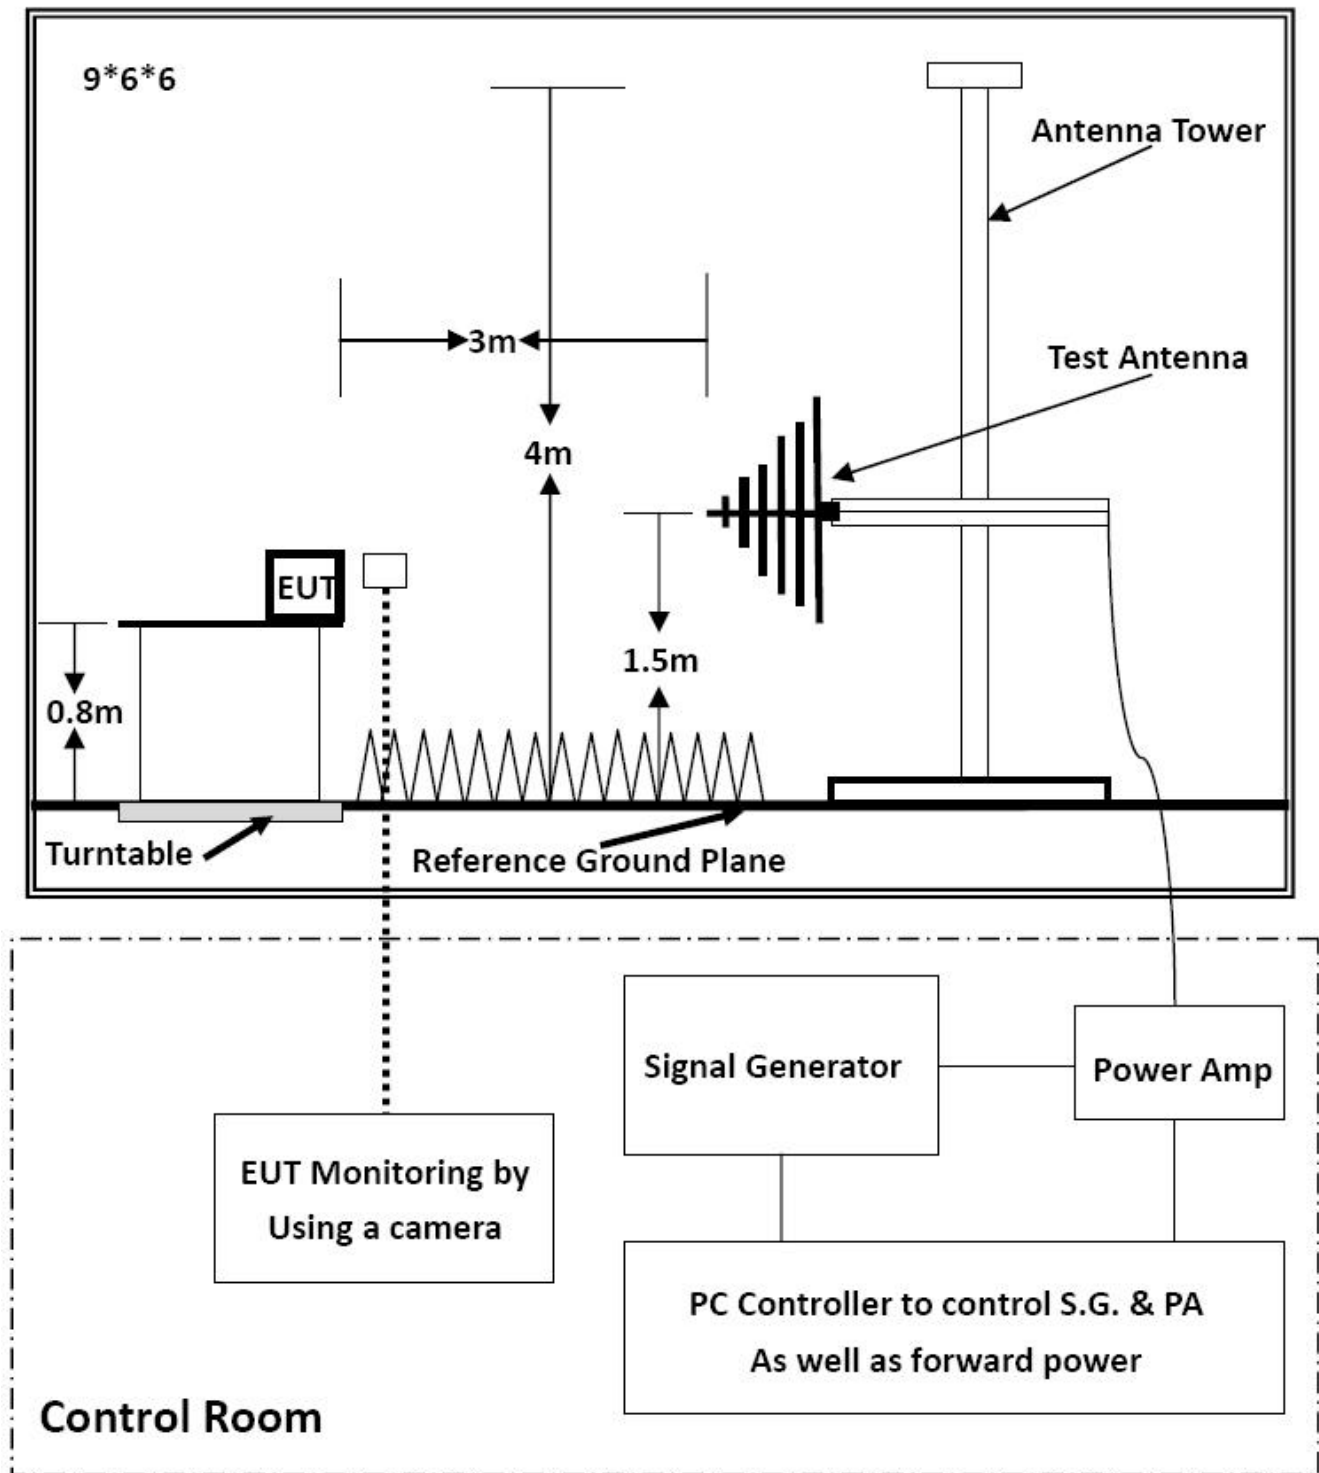 9*6*6
Antenna Tower
3m
Test Antenna
4m
EUT
1.5m
0.8m
Turntable
Reference Ground Plane
Signal Generator
Power Amp
EUT Monitoring by
Using a camera
PC Controller to control S.G. & PA
As well as forward power
Control Room